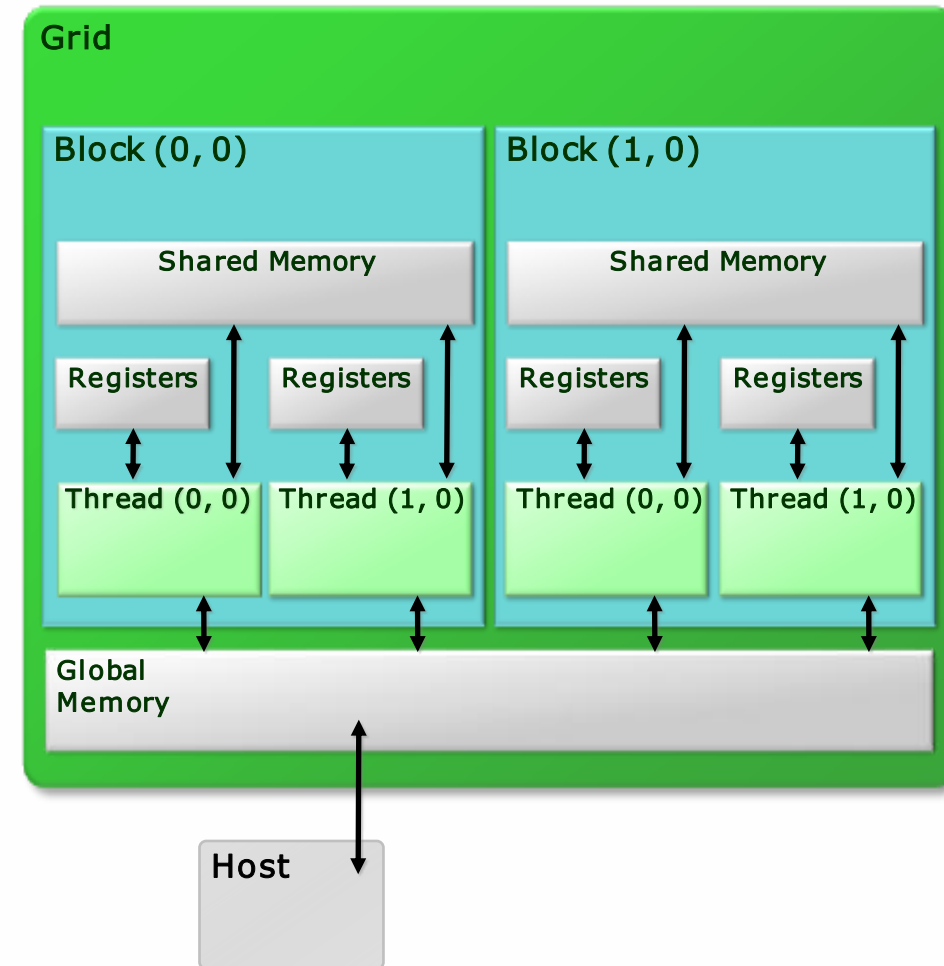 Grid
Block (0, 0)
Block (1, 0)
Shared Memory
Shared Memory
Registers
Registers
Registers
Registers
Thread (0, 0)
Thread (1, 0)
Thread (0, 0)
Thread (1, 0)
Global
Memory
Host